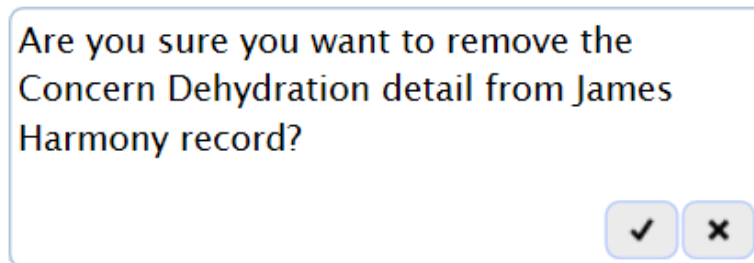 Are you sure you want to remove the
Concern Dehydration detail from James
Harmony record?